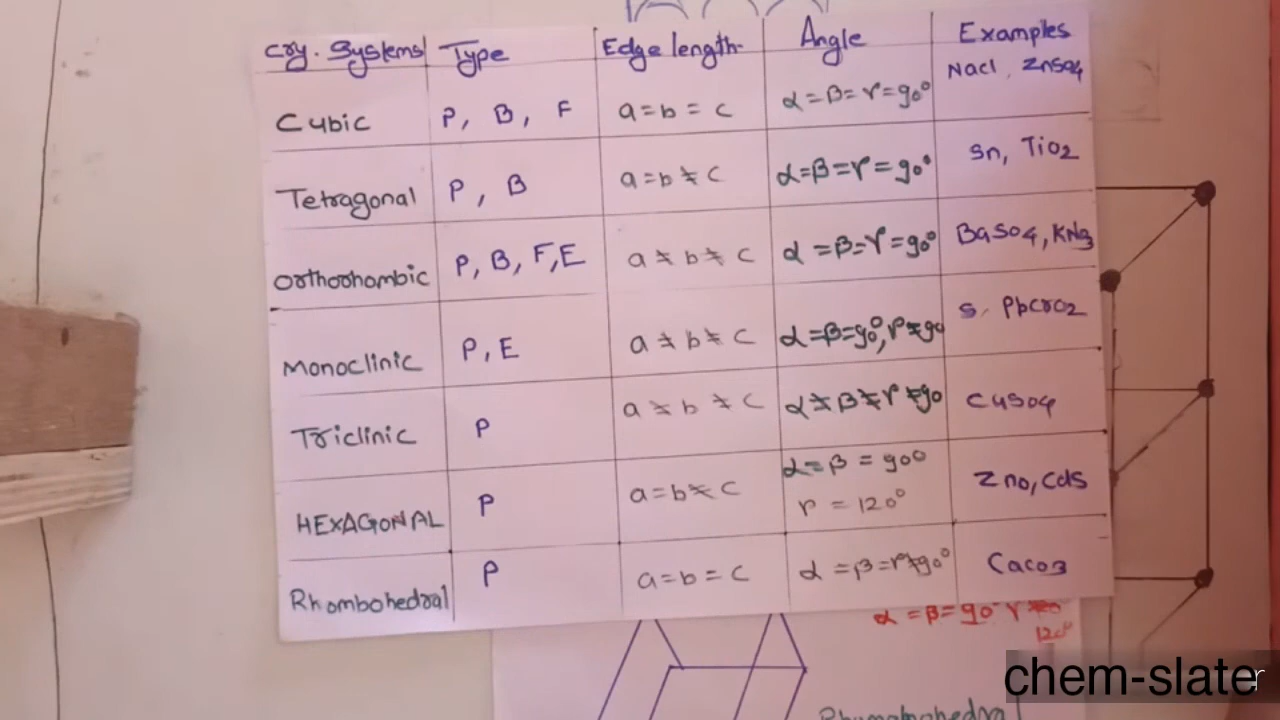 Cry. Systems Type Edge length Angle Examples
Cubic P, B, F a=b=c α=β=r=90° Nacl, ZnSO4
Tetragonal P, B a=b≠c α=β=r=90° Sn, TiO2
Orthorhombic P, B, F,E a≠b≠c α=β=r=90° BaSO4, KNO3
Monoclinic P,E a≠b≠c α=β=90°, r≠90 S, PbCrO2
Triclinic P a≠b≠c α≠β≠r≠90 CuSO4
HEXAGONAL P a=b≠c α=β=900 r=120° Zno, Cds
Rhombohedral P a=b=c α=β=r≠90° Caco3
α=β=90° r
120°
chem-slate